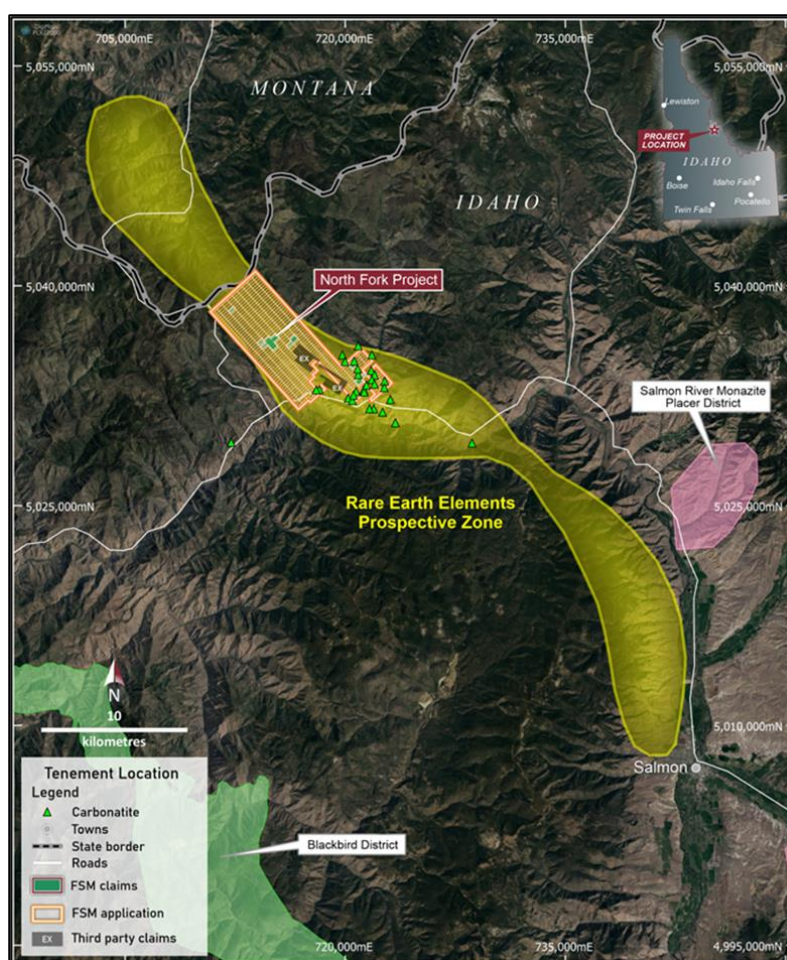 705,000mE
720,000mE
735,000mE
5,055,000mN
5,055,000mN
MONTANA
Lewiston
PROJECT
LOCATION
IDAHO
Boise
Idaho Falls
Pocatello
Twin Falls
IDAHO
5,040,000mN
5,040,000mN
North Fork Project
EX
EX
Salmon River Monazite
Placer District
Rare Earth Elements
Prospective Zone
5,025,000mN
5,025,000mN
N
10
kilometres
5,010,000mN
Salmon
Tenement Location
Legend
Carbonatite
Towns
State border
Roads
FSM claims
FSM application
EX
Third party claims
Blackbird District
720,000mE
735,000mE
4,995,000mN